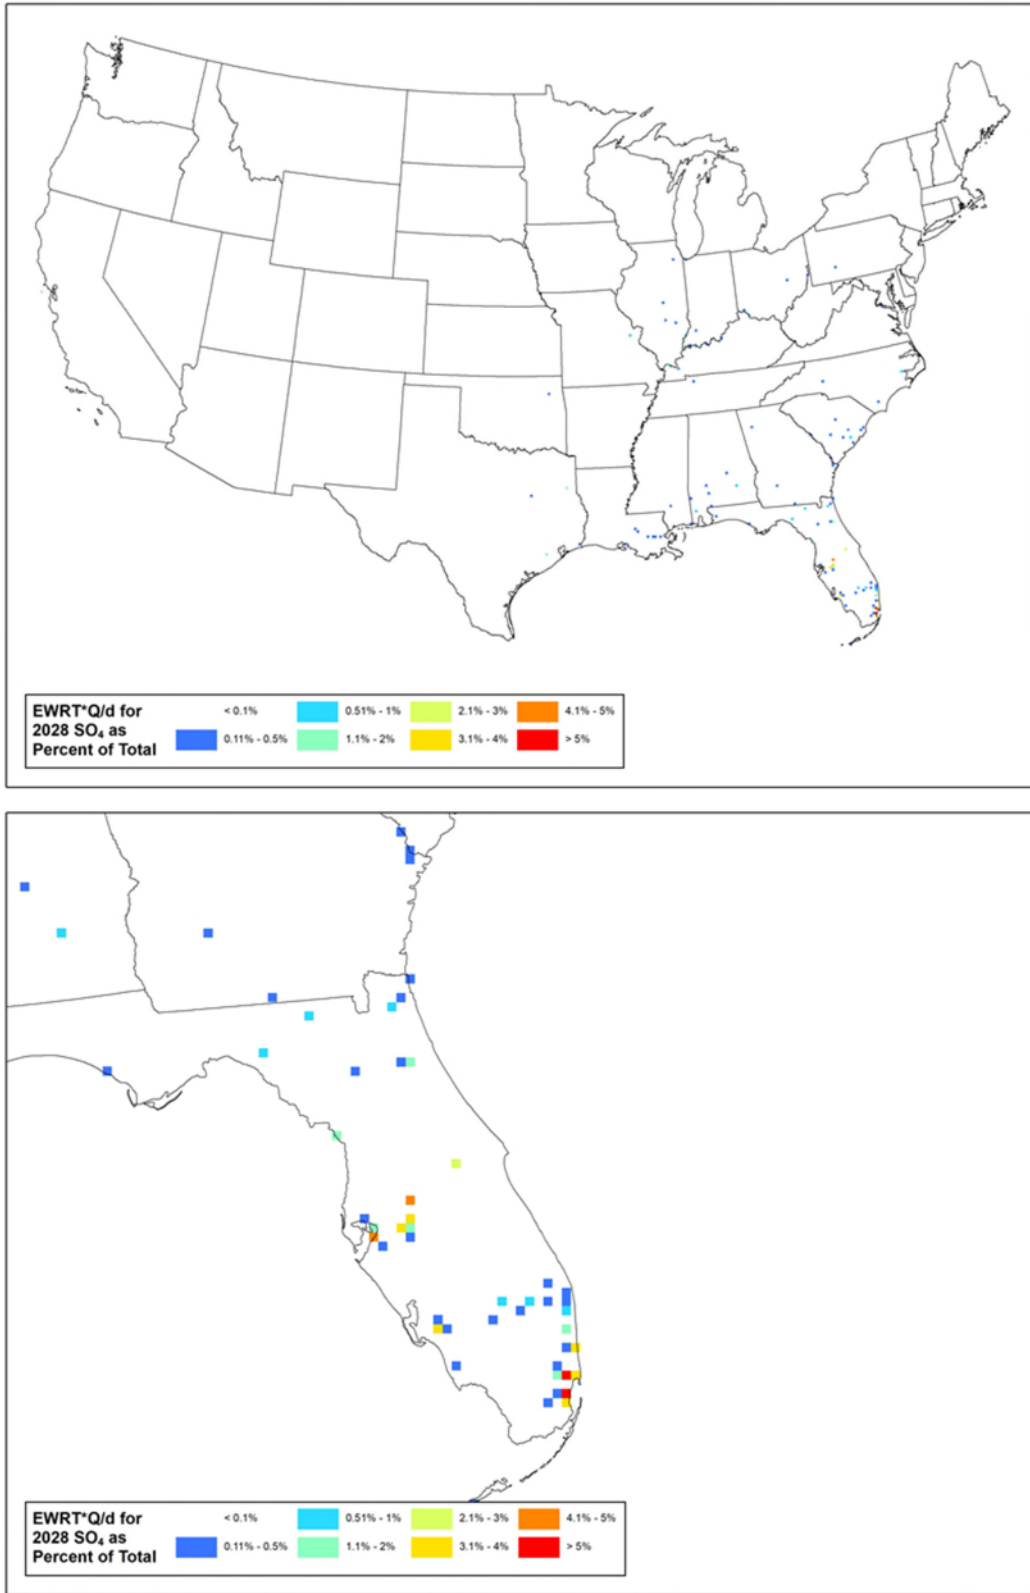 EWRT*Q/d for
2028 SO₄ as
Percent of Total
< 0.1%
0.51% - 1%
2.1% - 3%
4.1% - 5%
0.11% - 0.5%
1.1% - 2%
3.1% - 4%
> 5%
EWRT*Q/d for
2028 SO₄ as
Percent of Total
< 0.1%
0.51% - 1%
2.1% - 3%
4.1% - 5%
0.11% - 0.5%
1.1% - 2%
3.1% - 4%
> 5%